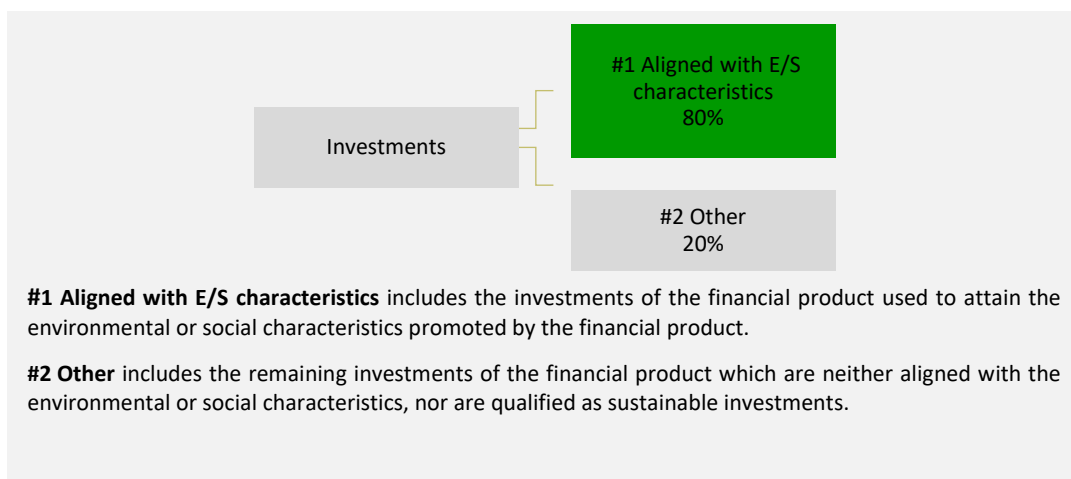 #1 Aligned with E/S
characteristics
80%
Investments
#2 Other
20%
#1 Aligned with E/S characteristics includes the investments of the financial product used to attain the
environmental or social characteristics promoted by the financial product.
#2 Other includes the remaining investments of the financial product which are neither aligned with the
environmental or social characteristics, nor are qualified as sustainable investments.